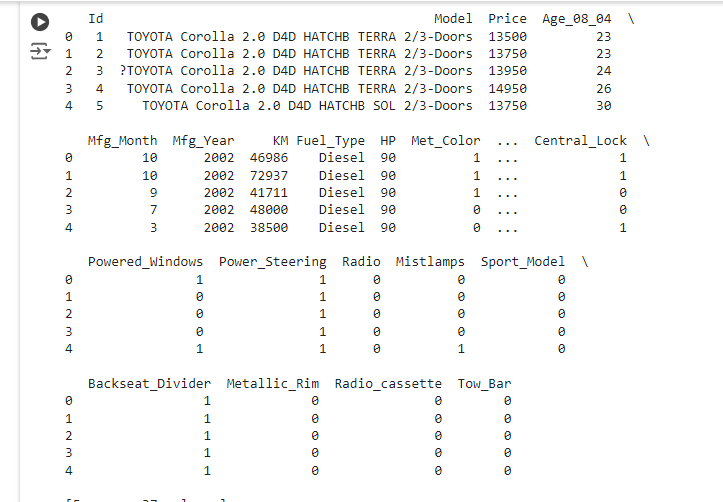 Id Model Price Age_08_04 \
0 1 TOYOTA Corolla 2.0 D4D HATCHB TERRA 2/3-Doors 13500 23
1 2 TOYOTA Corolla 2.0 D4D HATCHB TERRA 2/3-Doors 13750 23
2 3 ?TOYOTA Corolla 2.0 D4D HATCHB TERRA 2/3-Doors 13950 24
3 4 TOYOTA Corolla 2.0 D4D HATCHB TERRA 2/3-Doors 14950 26
4 5 TOYOTA Corolla 2.0 D4D HATCHB SOL 2/3-Doors 13750 30
Mfg_Month Mfg_Year KM Fuel_Type HP Met_Color ... Central_Lock \
0 10 2002 46986 Diesel 90 1 ... 1
1 10 2002 72937 Diesel 90 1 ... 1
2 9 2002 41711 Diesel 90 1 ... 0
3 7 2002 48000 Diesel 90 0 ... 0
4 3 2002 38500 Diesel 90 0 ... 1
Powered_Windows Power_Steering Radio Mistlamps Sport_Model \
0 1 1 0 0 0
1 0 1 0 0 0
2 0 1 0 0 0
3 0 1 0 0 0
4 1 1 0 1 0
Backseat_Divider Metallic_Rim Radio_cassette Tow_Bar
0 1 0 0 0
1 1 0 0 0
2 1 0 0 0
3 1 0 0 0
4 1 0 0 0